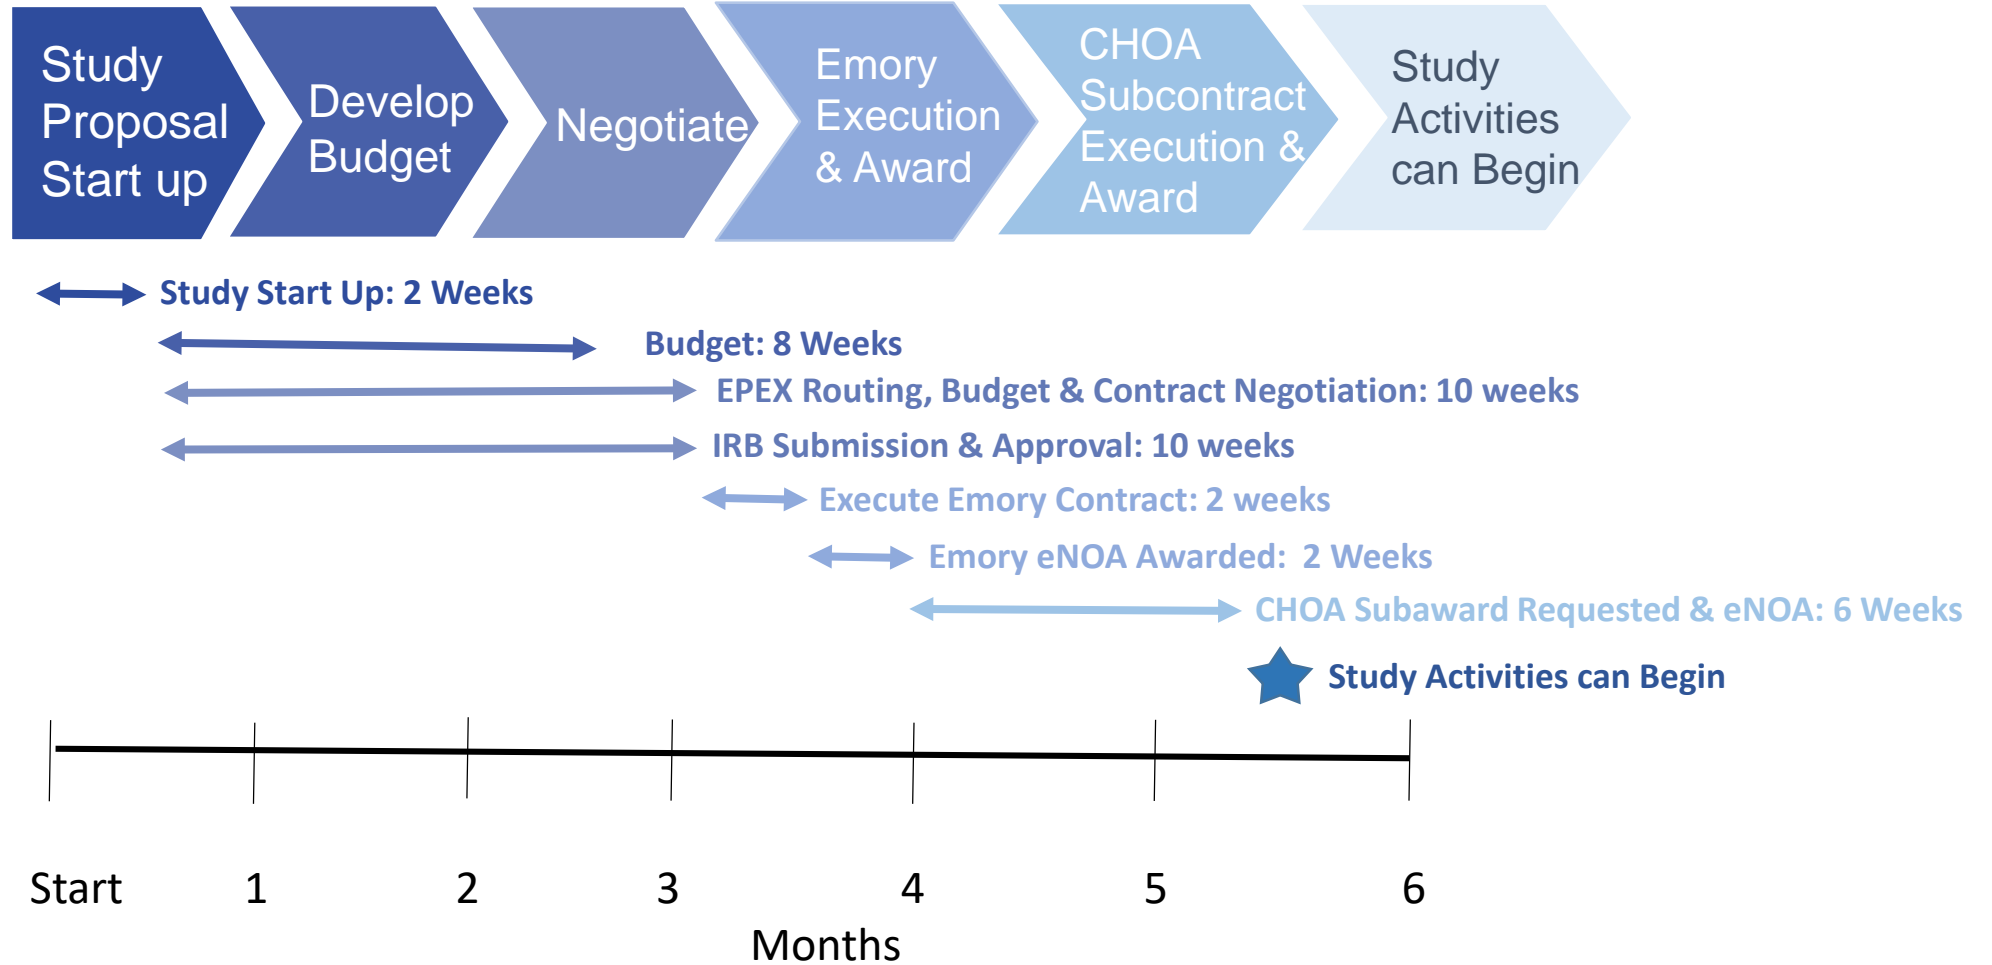 Study
Proposal
Start up
Develop
Budget
Negotiate
Emory
Execution
& Award
CHOA
Subcontract
Execution &
Award
Study
Activities
can Begin
Study Start Up: 2 Weeks
Budget: 8 Weeks
EPEX Routing, Budget & Contract Negotiation: 10 weeks
IRB Submission & Approval: 10 weeks
Execute Emory Contract: 2 weeks
Emory eNOA Awarded:  2 Weeks
CHOA Subaward Requested & eNOA: 6 Weeks
Study Activities can Begin
Start 1 2 3 4 5 6
Months